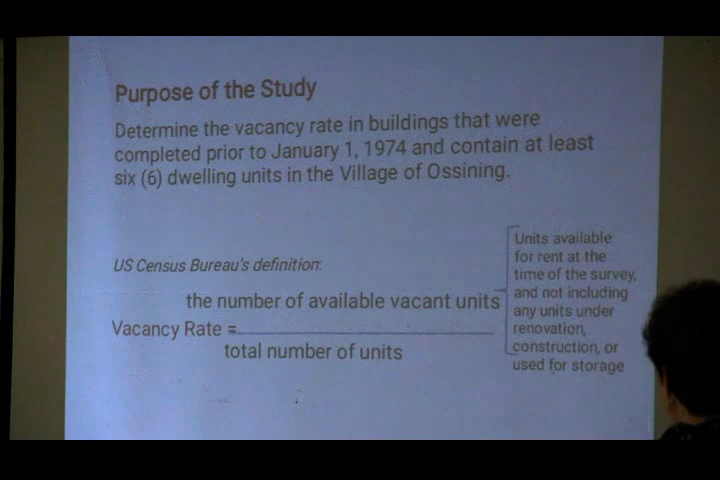 Purpose of the Study
Determine the vacancy rate in buildings that were
completed prior to January 1, 1974 and contain at least
six (6) dwelling units in the Village of Ossining.
US Census Bureau's definition:
the number of available vacant units
Vacancy Rate =
total number of units
Units available
for rent at the
time of the survey,
and not including
any units under
renovation,
construction, or
used for storage